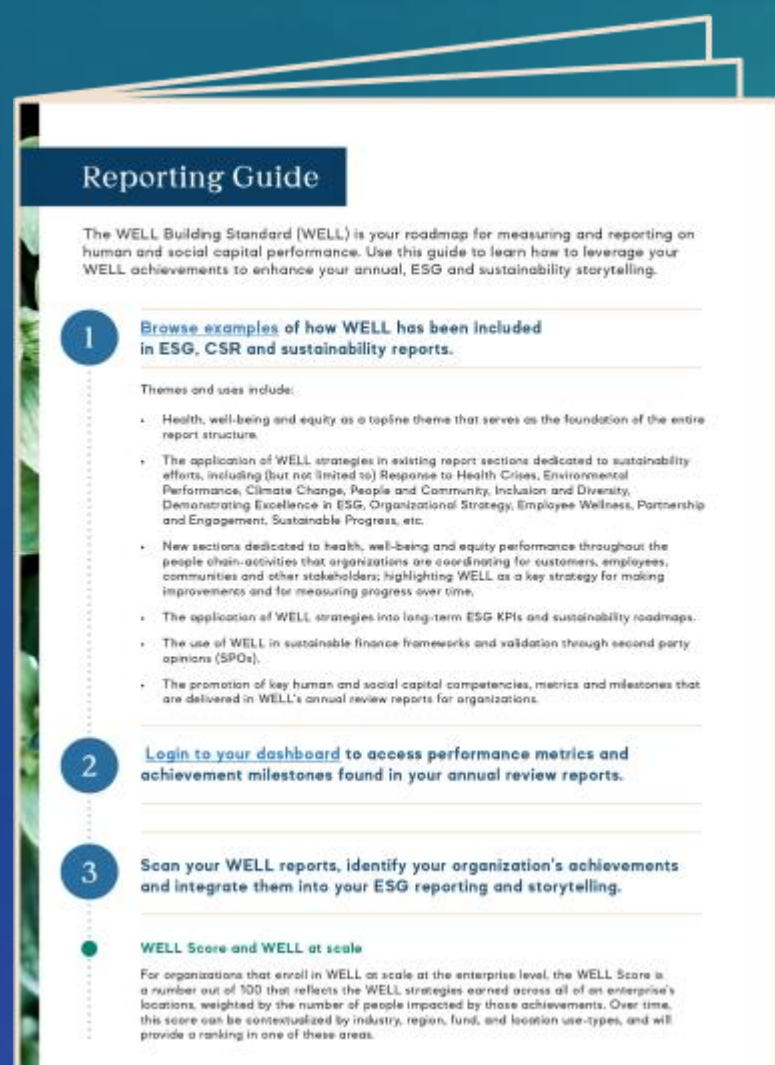 Reporting Guide
The WELL Building Standard (WELL) is your roadmap for measuring and reporting on
human and social capital performance. Use this guide to learn how to leverage your
WELL achievements to enhance your annual, ESG and sustainability storytelling.
1
Browse examples of how WELL has been included
in ESG, CSR and sustainability reports.
Themes and uses include:
• Health, well-being and equity as a topline theme that serves as the foundation of the entire
report structure.
• The application of WELL strategies in existing report sections dedicated to sustainability
efforts, including (but not limited to) Response to Health Crises, Environmental
Performance, Climate Change, People and Community, Inclusion and Diversity,
Demonstrating Excellence in ESG, Organizational Strategy, Employee Wellness, Partnership
and Engagement, Sustainable Progress, etc.
• New sections dedicated to health, well-being and equity performance throughout the
people chain-activities that organizations are coordinating for customers, employees,
communities and other stakeholders; highlighting WELL as a key strategy for making
improvements and for measuring progress over time.
• The application of WELL strategies into long-term ESG KPIs and sustainability roadmaps.
• The use of WELL in sustainable finance frameworks and validation through second party
opinions (SPOs).
• The promotion of key human and social capital competencies, metrics and milestones that
are delivered in WELL's annual review reports for organizations.
2
Login to your dashboard to access performance metrics and
achievement milestones found in your annual review reports.
3
Scan your WELL reports, identify your organization's achievements
and integrate them into your ESG reporting and storytelling.
WELL Score and WELL at scale
For organizations that enroll in WELL at scale at the enterprise level, the WELL Score is
a number out of 100 that reflects the WELL strategies earned across all of an enterprise's
locations, weighted by the number of people impacted by those achievements. Over time,
this score can be contextualized by industry, region, fund, and location use-types, and will
provide a ranking in one of these areas.